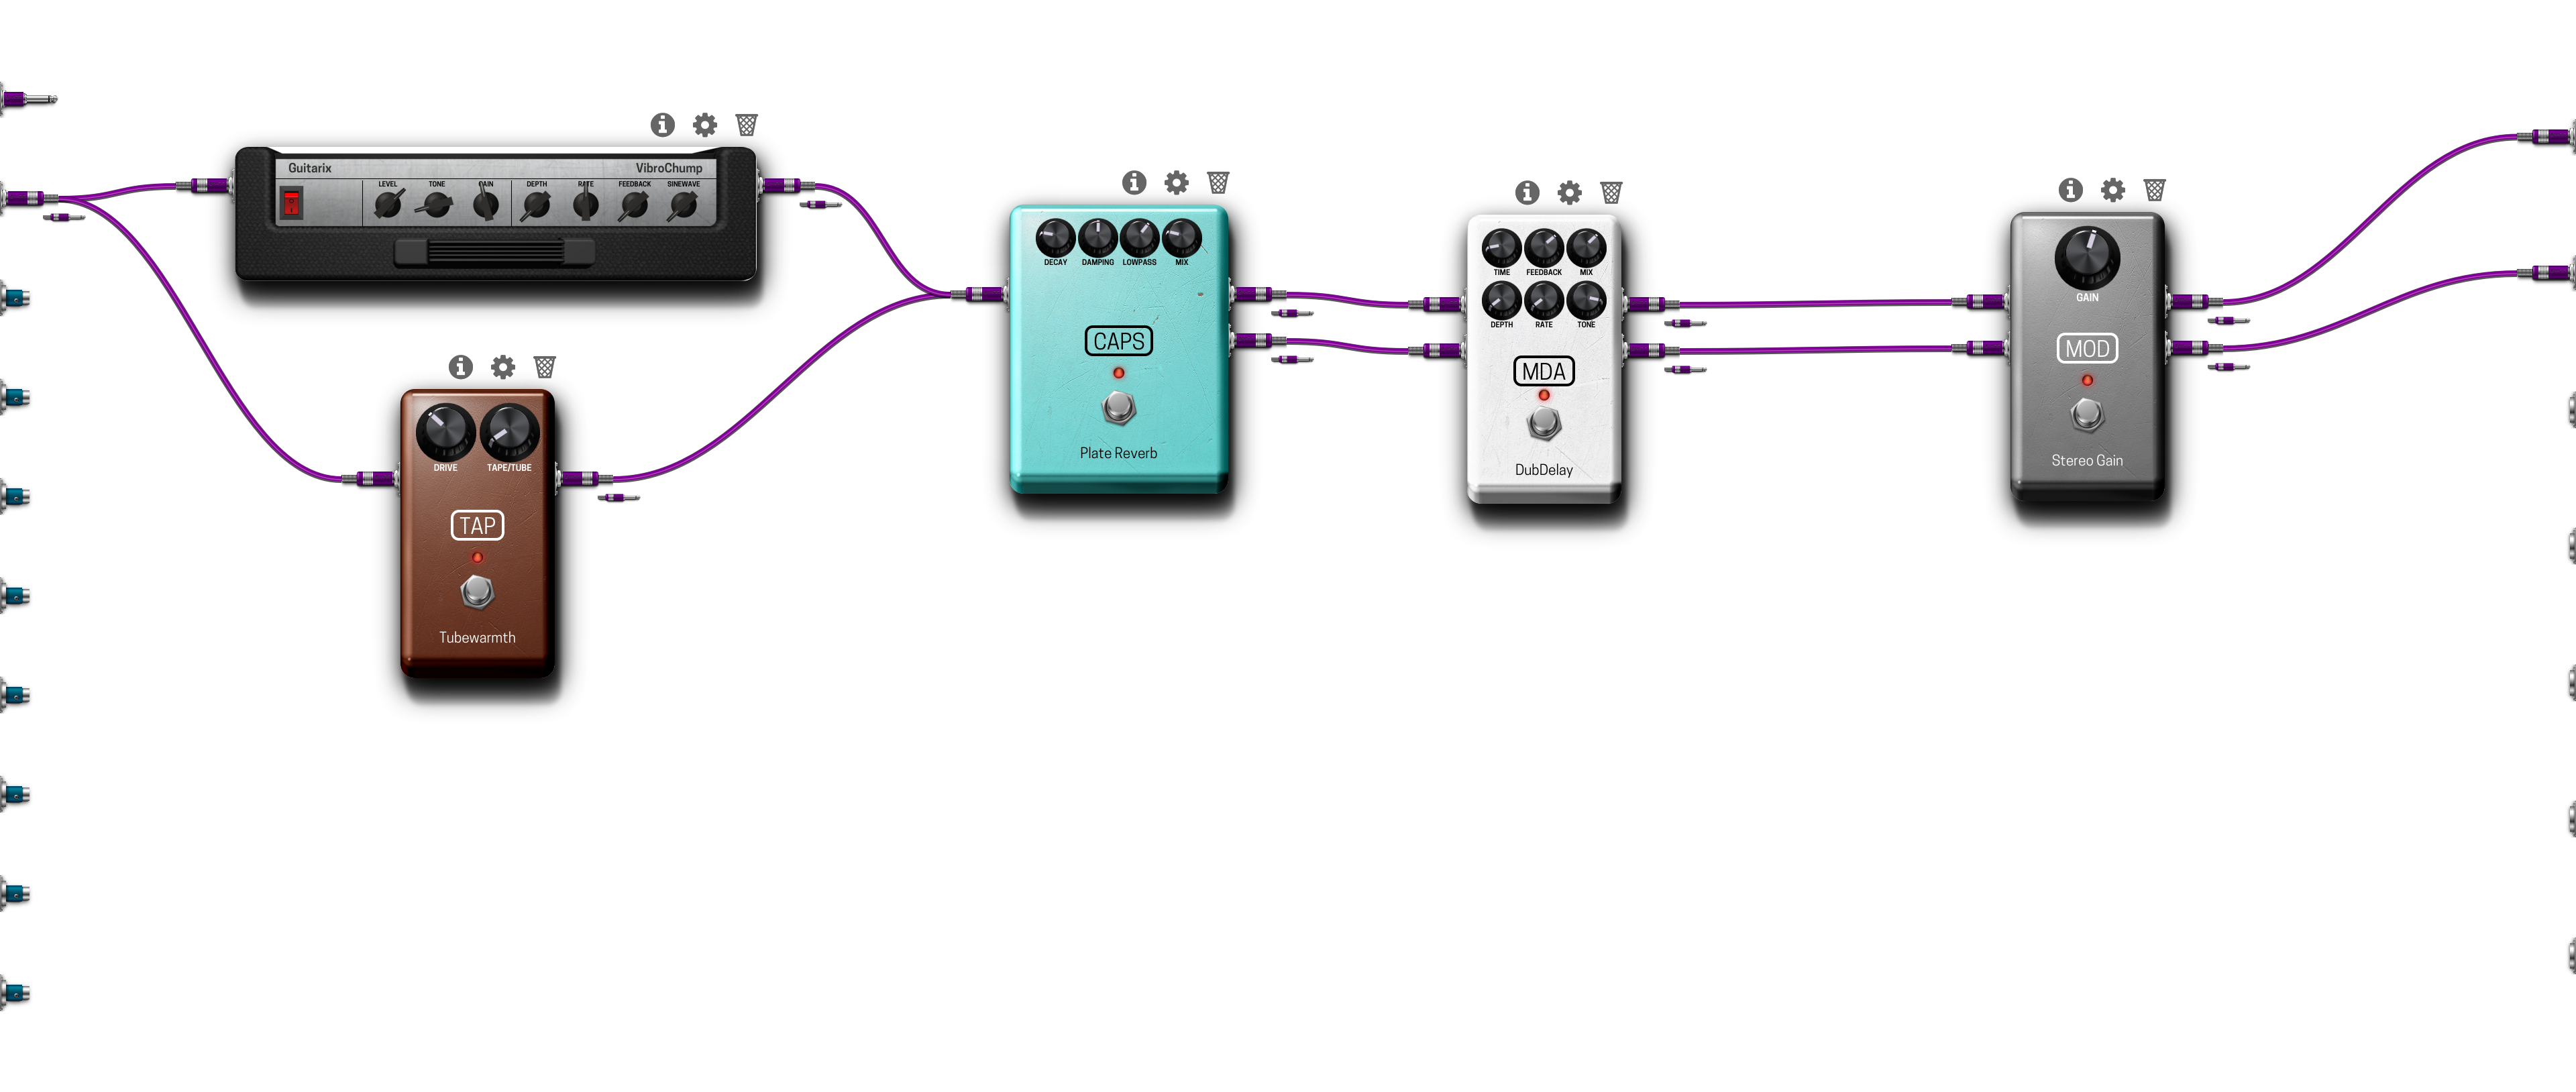 Guitarix VibroChump
LEVEL TONE GAIN DEPTH RATE FEEDBACK SINEWAVE
DRIVE TAPE/TUBE
TAP
Tubewarmth
DECAY DAMPING LOWPASS MIX
CAPS
Plate Reverb
TIME FEEDBACK MIX
DEPTH RATE TONE
MDA
DubDelay
GAIN
MOD
Stereo Gain